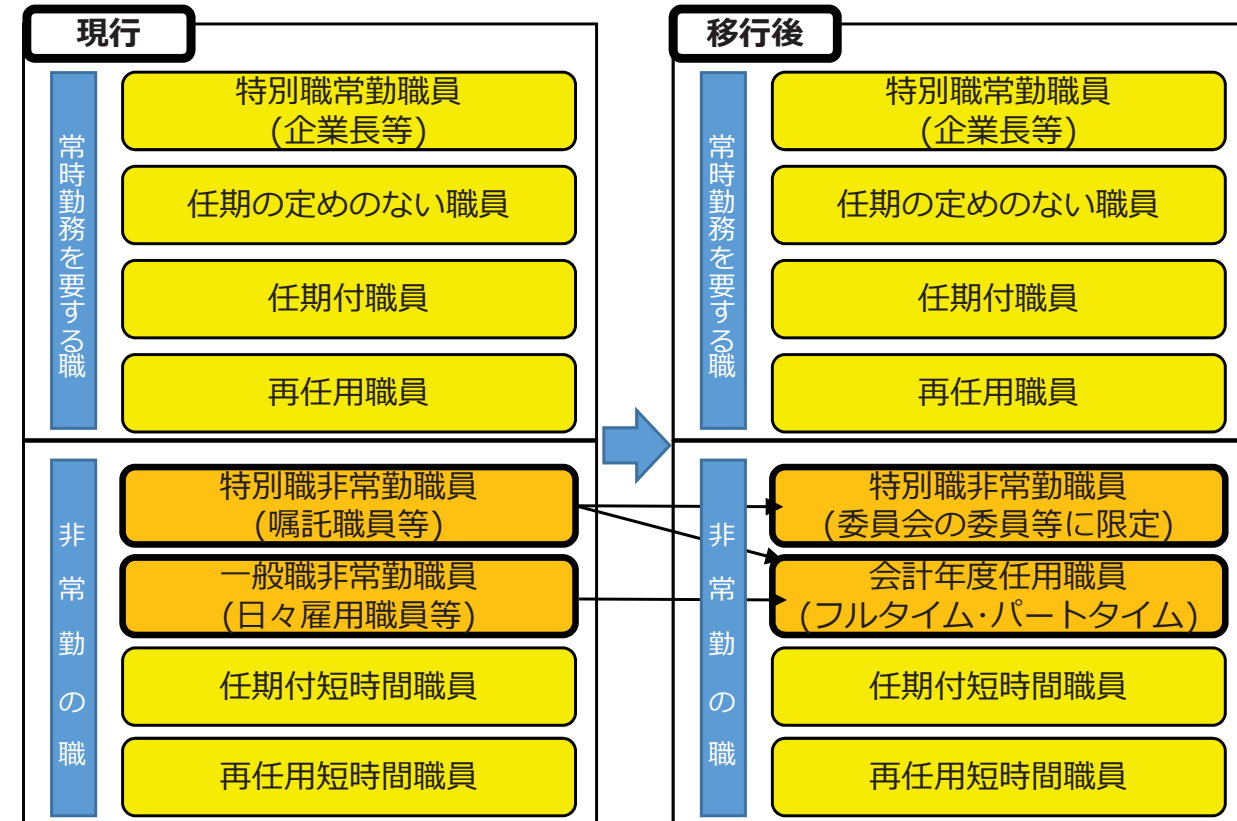 現行
常時勤務を要する職
特別職常勤職員
(企業長等)
任期の定めのない職員
任期付職員
再任用職員
非常勤の職
特別職非常勤職員
(嘱託職員等)
一般職非常勤職員
(日々雇用職員等)
任期付短時間職員
再任用短時間職員
移行後
常時勤務を要する職
特別職常勤職員
(企業長等)
任期の定めのない職員
任期付職員
再任用職員
非常勤の職
特別職非常勤職員
(委員会の委員等に限定)
会計年度任用職員
(フルタイム･パートタイム)
任期付短時間職員
再任用短時間職員